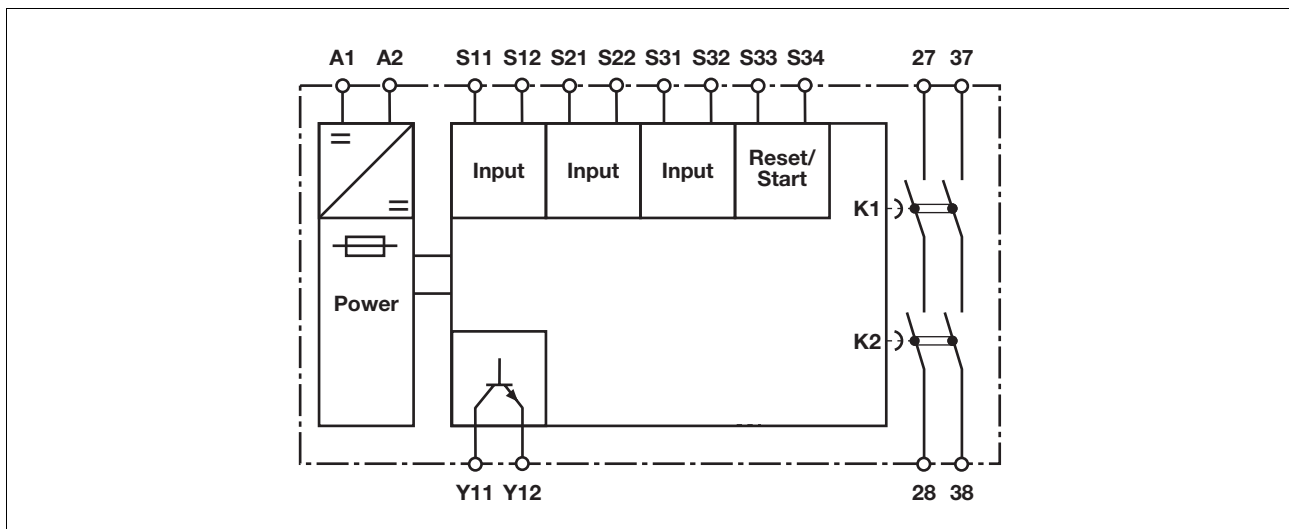 A1 A2 S11 S12 S21 S22 S31 S32 S33 S34 27 37
Input Input Input Reset/
Start
K1
Power
K2
Y11 Y12 28 38